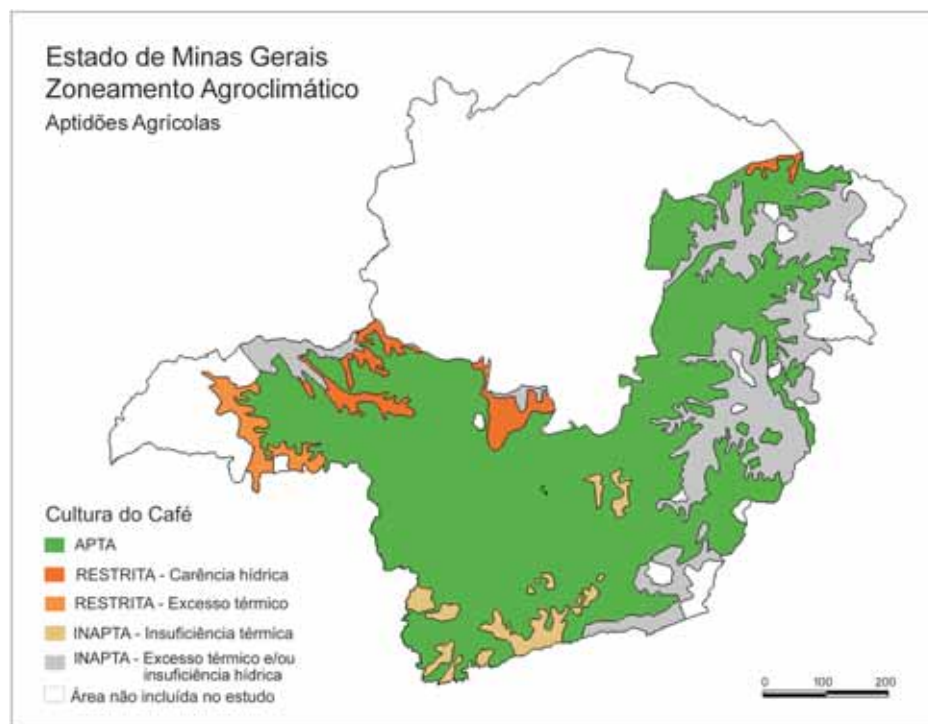 Estado de Minas Gerais
Zoneamento Agroclimático
Aptidões Agrícolas
Cultura do Café
APTA
RESTRITA - Carência hídrica
RESTRITA - Excesso térmico
INAPTA - Insuficiência térmica
INAPTA - Excesso térmico e/ou
insuficiência hídrica
Área não incluída no estudo
0 100 200